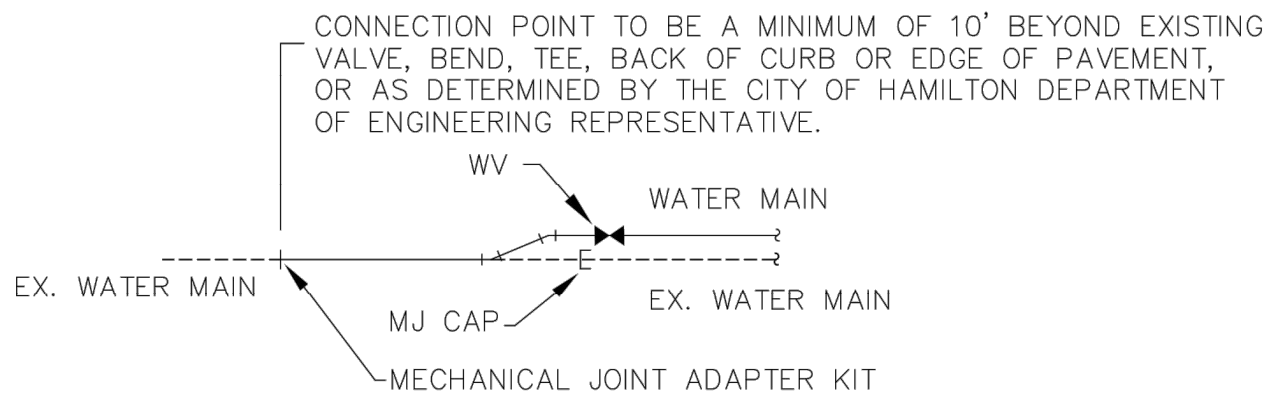 CONNECTION POINT TO BE A MINIMUM OF 10' BEYOND EXISTING
VALVE, BEND, TEE, BACK OF CURB OR EDGE OF PAVEMENT,
OR AS DETERMINED BY THE CITY OF HAMILTON DEPARTMENT
OF ENGINEERING REPRESENTATIVE.
WV
WATER MAIN
EX. WATER MAIN
EX. WATER MAIN
MJ CAP
MECHANICAL JOINT ADAPTER KIT